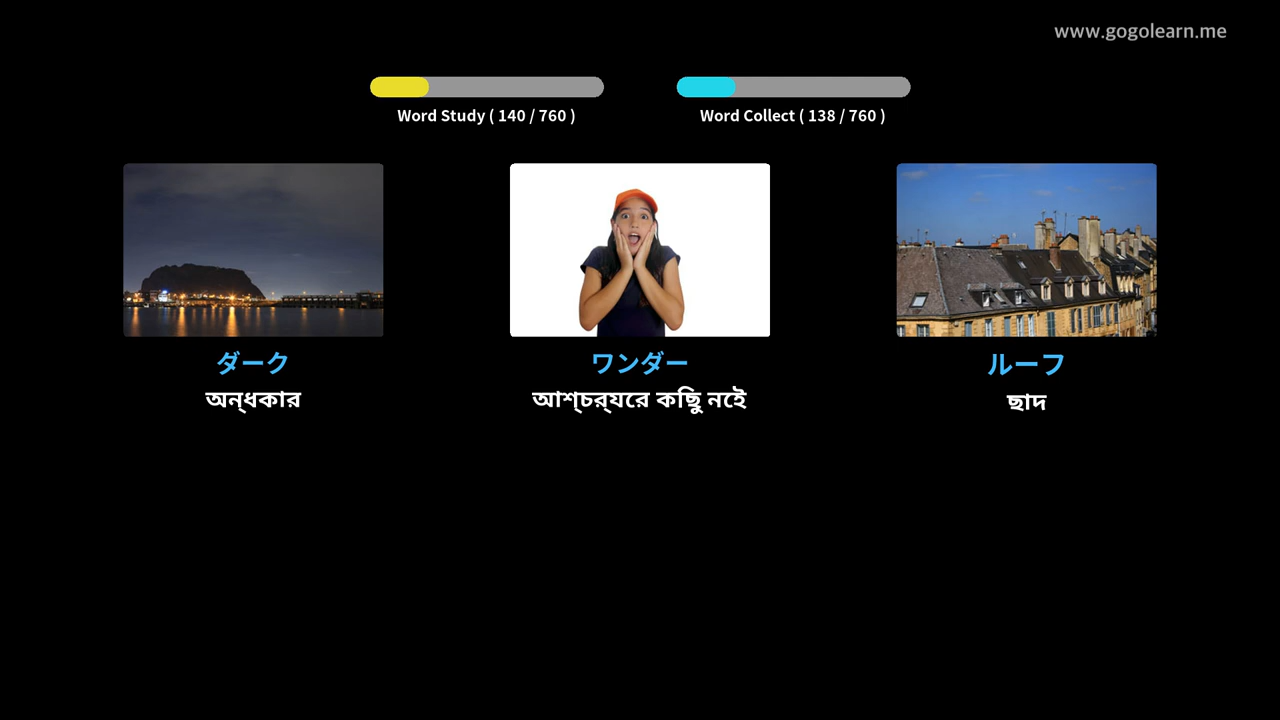 www.gogolearn.me
Word Study ( 140 / 760 )
Word Collect ( 138 / 760 )
ダーク
ワンダー
ルーフ
অন্ধকার
আশ্চর্যের কিছু নেই
ছাদ